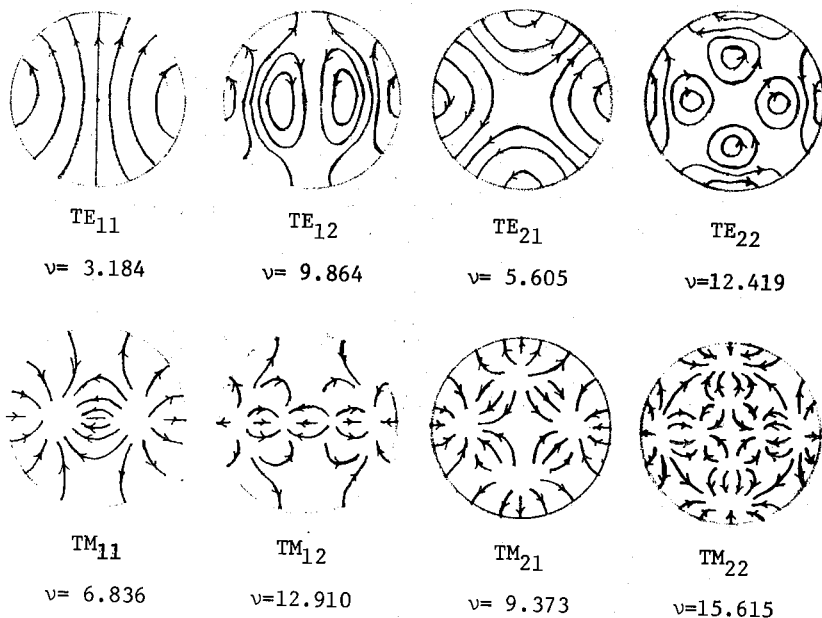 TE11 TE12 TE21 TE22
ν= 3.184 ν= 9.864 ν= 5.605 ν=12.419
TM11 TM12 TM21 TM22
ν= 6.836 ν=12.910 ν= 9.373 ν=15.615